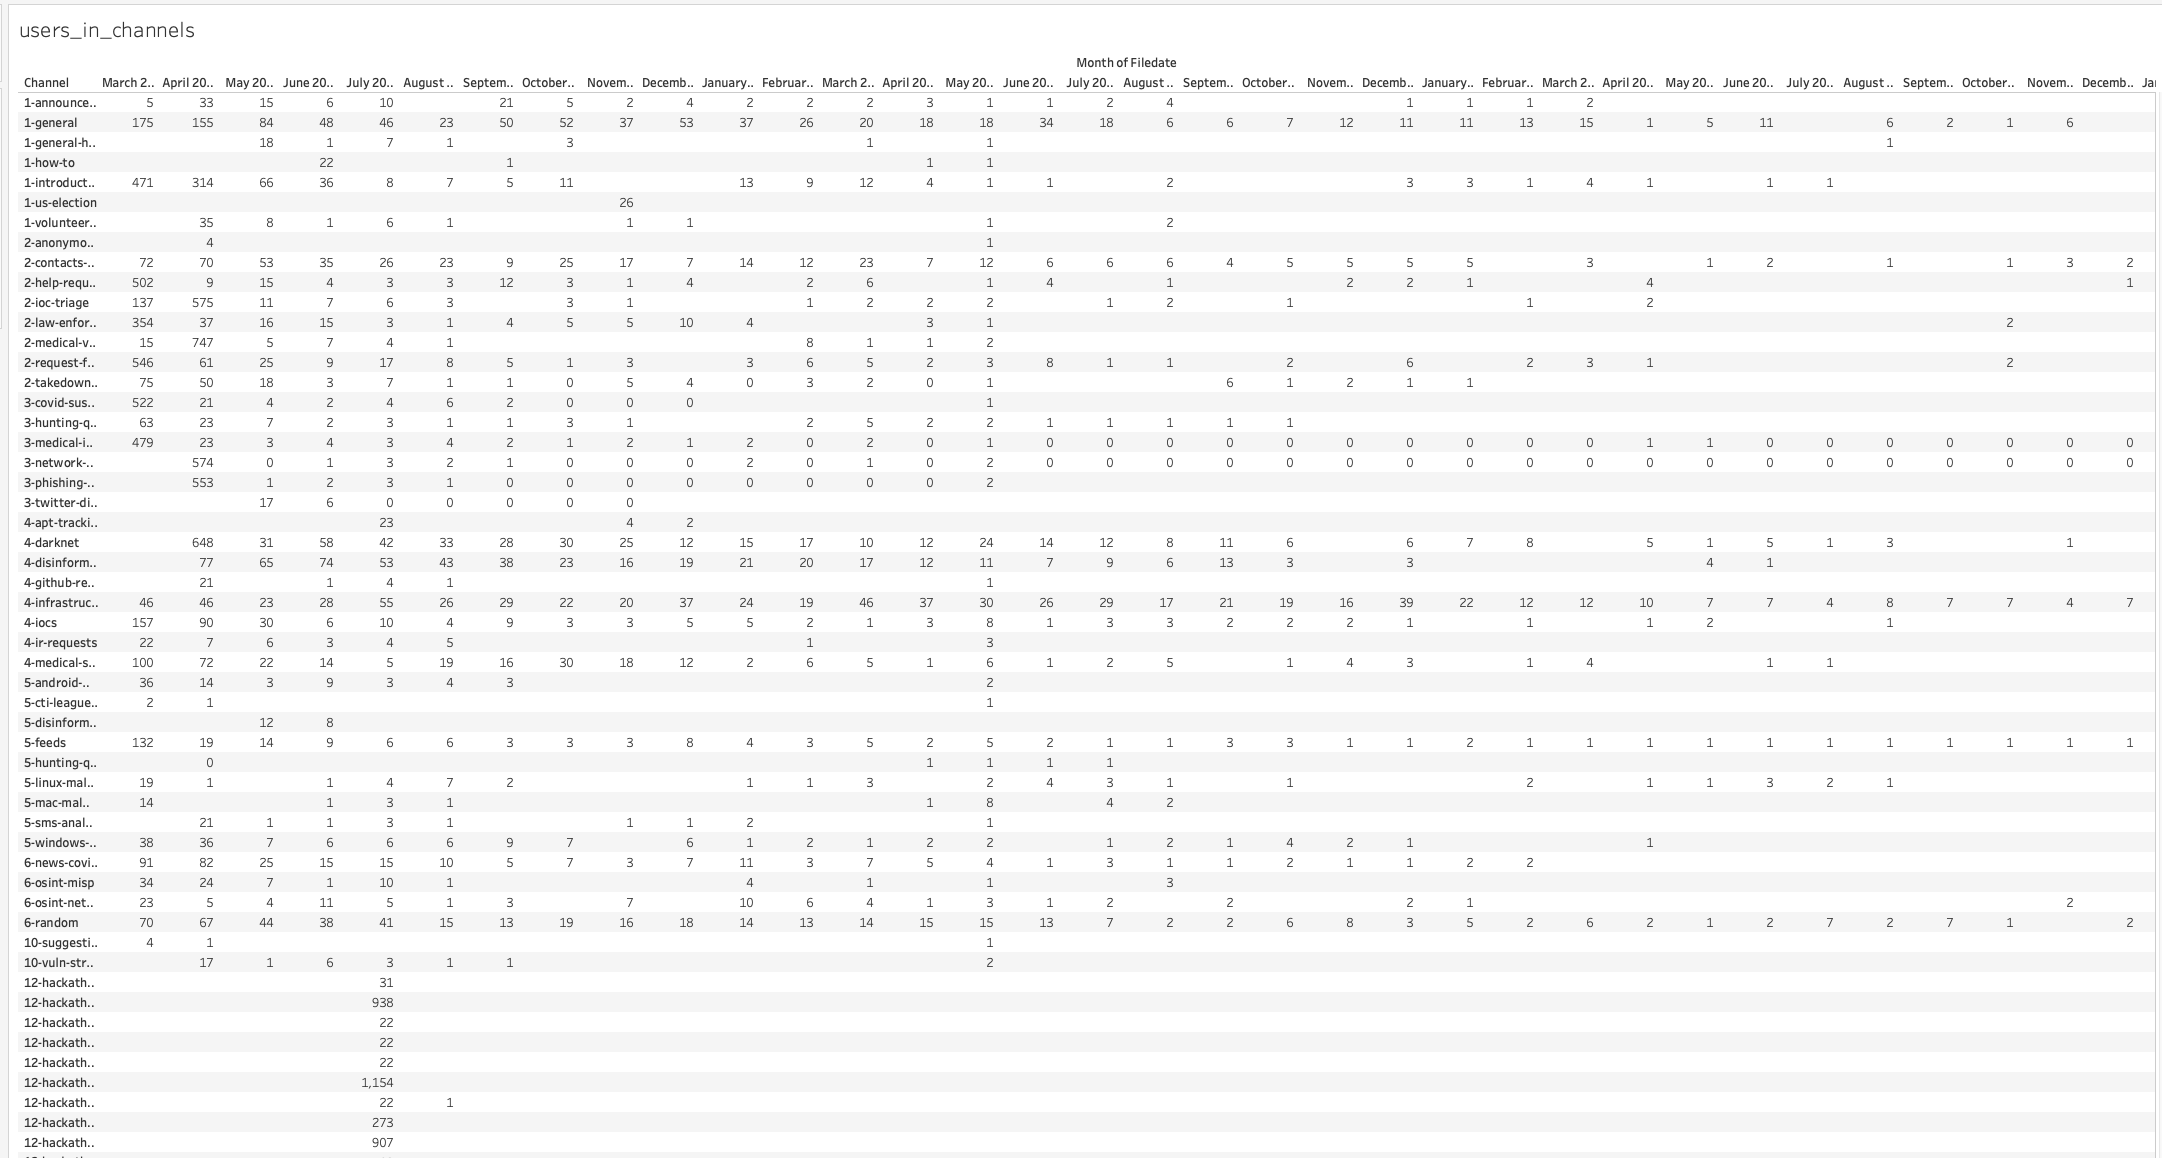 users_in_channels
Month of Filedate
Channel March 2.. April 20.. May 20.. June 20.. July 20.. August .. Septem.. October.. Novem.. Decemb.. January.. Februar.. March 2.. April 20.. May 20.. June 20.. July 20.. August .. Septem.. October.. Novem.. Decemb.. January.. Februar.. March 2.. April 20.. May 20.. June 20.. July 20.. August .. Septem.. October.. Novem.. Decemb.. Jar
1-announce.. 5 33 15 6 10 21 5 2 4 2 2 2 3 1 1 2 4 1 1 1 2
1-general 175 155 84 48 46 23 50 52 37 53 37 26 20 18 18 34 18 6 6 7 12 11 11 13 15 1 5 11 6 2 1 6
1-general-h.. 18 1 7 1 3 1 1 1
1-how-to 22 1 1 1
1-introduct.. 471 314 66 36 8 7 5 11 13 9 12 4 1 1 2 3 3 1 4 1 1 1
1-us-election 26
1-volunteer.. 35 8 1 6 1 1 1 1 2
2-anonymo.. 4 1
2-contacts-.. 72 70 53 35 26 23 9 25 17 7 14 12 23 7 12 6 6 6 4 5 5 5 5 3 1 2 1 1 3 2
2-help-requ.. 502 9 15 4 3 3 12 3 1 4 2 6 1 4 1 2 2 1 4 1
2-ioc-triage 137 575 11 7 6 3 3 1 1 2 2 2 1 2 1 1 2
2-law-enfor.. 354 37 16 15 3 1 4 5 5 10 4 3 1 2
2-medical-v.. 15 747 5 7 4 1 8 1 1 2
2-request-f.. 546 61 25 9 17 8 5 1 3 3 6 5 2 3 8 1 1 2 6 2 3 1 2
2-takedown.. 75 50 18 3 7 1 1 0 5 4 0 3 2 0 1 6 1 2 1 1
3-covid-sus.. 522 21 4 2 4 6 2 0 0 0 1
3-hunting-q.. 63 23 7 2 3 1 1 3 1 2 5 2 2 1 1 1 1 1
3-medical-i.. 479 23 3 4 3 4 2 1 2 1 2 0 2 0 1 0 0 0 0 0 0 0 0 0 0 1 1 0 0 0 0 0 0 0
3-network-.. 574 0 1 3 2 1 0 0 0 2 0 1 0 2 0 0 0 0 0 0 0 0 0 0 0 0 0 0 0 0 0 0 0
3-phishing-.. 553 1 2 3 1 0 0 0 0 0 0 0 0 2
3-twitter-di.. 17 6 0 0 0 0 0
4-apt-tracki.. 23 4 2
4-darknet 648 31 58 42 33 28 30 25 12 15 17 10 12 24 14 12 8 11 6 6 7 8 5 1 5 1 3 1
4-disinform.. 77 65 74 53 43 38 23 16 19 21 20 17 12 11 7 9 6 13 3 3 4 1
4-github-re.. 21 1 4 1 1
4-infrastruc.. 46 46 23 28 55 26 29 22 20 37 24 19 46 37 30 26 29 17 21 19 16 39 22 12 12 10 7 7 4 8 7 7 4 7
4-iocs 157 90 30 6 10 4 9 3 3 5 5 2 1 3 8 1 3 3 2 2 2 1 1 1 2 1
4-ir-requests 22 7 6 3 4 5 1 3
4-medical-s.. 100 72 22 14 5 19 16 30 18 12 2 6 5 1 6 1 2 5 1 4 3 1 4 1 1
5-android-.. 36 14 3 9 3 4 3 2
5-cti-league.. 2 1 1
5-disinform.. 12 8
5-feeds 132 19 14 9 6 6 3 3 3 8 4 3 5 2 5 2 1 1 3 3 1 1 2 1 1 1 1 1 1 1 1 1 1 1
5-hunting-q.. 0 1 1 1 1
5-linux-mal.. 19 1 1 4 7 2 1 1 3 2 4 3 1 1 2 1 1 3 2 1
5-mac-mal.. 14 1 3 1 1 8 4 2
5-sms-anal.. 21 1 1 3 1 1 1 2 1
5-windows-.. 38 36 7 6 6 6 9 7 6 1 2 1 2 2 1 2 1 4 2 1 1
6-news-covi.. 91 82 25 15 15 10 5 7 3 7 11 3 7 5 4 1 3 1 1 2 1 1 2 2
6-osint-misp 34 24 7 1 10 1 4 1 1 3
6-osint-net.. 23 5 4 11 5 1 3 7 10 6 4 1 3 1 2 2 2 1 2
6-random 70 67 44 38 41 15 13 19 16 18 14 13 14 15 15 13 7 2 2 6 8 3 5 2 6 2 1 2 7 2 7 1 2
10-suggesti.. 4 1 1
10-vuln-str.. 17 1 6 3 1 1 2
12-hackath.. 31
12-hackath.. 938
12-hackath.. 22
12-hackath.. 22
12-hackath.. 22
12-hackath.. 1,154
12-hackath.. 22 1
12-hackath.. 273
12-hackath.. 907